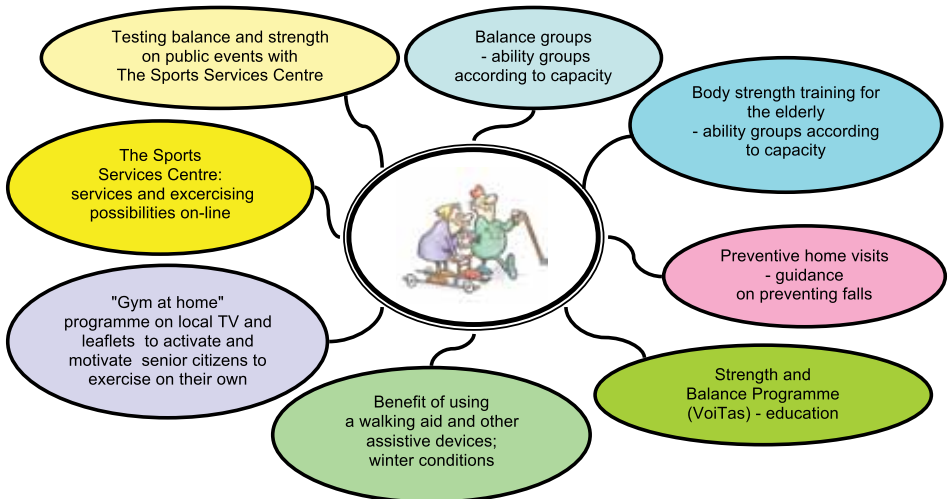 Testing balance and strength
on public events with
The Sports Services Centre
Balance groups
- ability groups
according to capacity
Body strength training for
the elderly
- ability groups according
to capacity
The Sports
Services Centre:
services and excercising
possibilities on-line
Preventive home visits
- guidance
on preventing falls
"Gym at home"
programme on local TV and
leaflets to activate and
motivate senior citizens to
exercise on their own
Strength and
Balance Programme
(VoiTas) - education
Benefit of using
a walking aid and other
assistive devices;
winter conditions